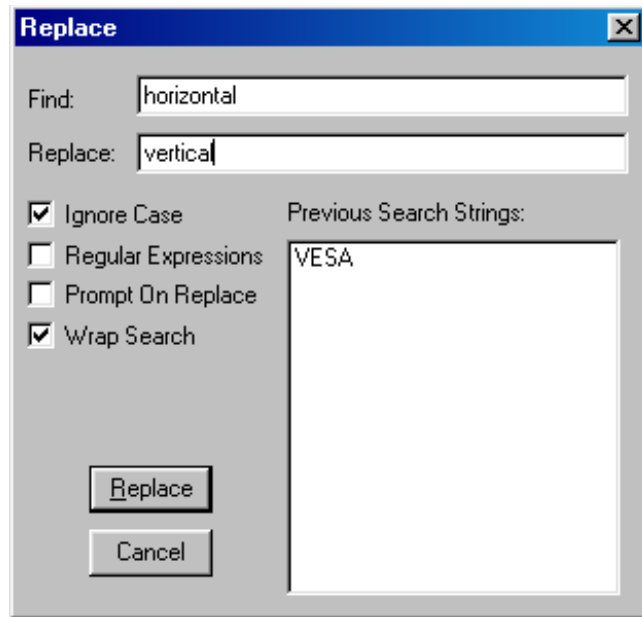 Replace
Find: horizontal
Replace: vertical
Ignore Case
Regular Expressions
Prompt On Replace
Wrap Search
Previous Search Strings:
VESA
Replace
Cancel